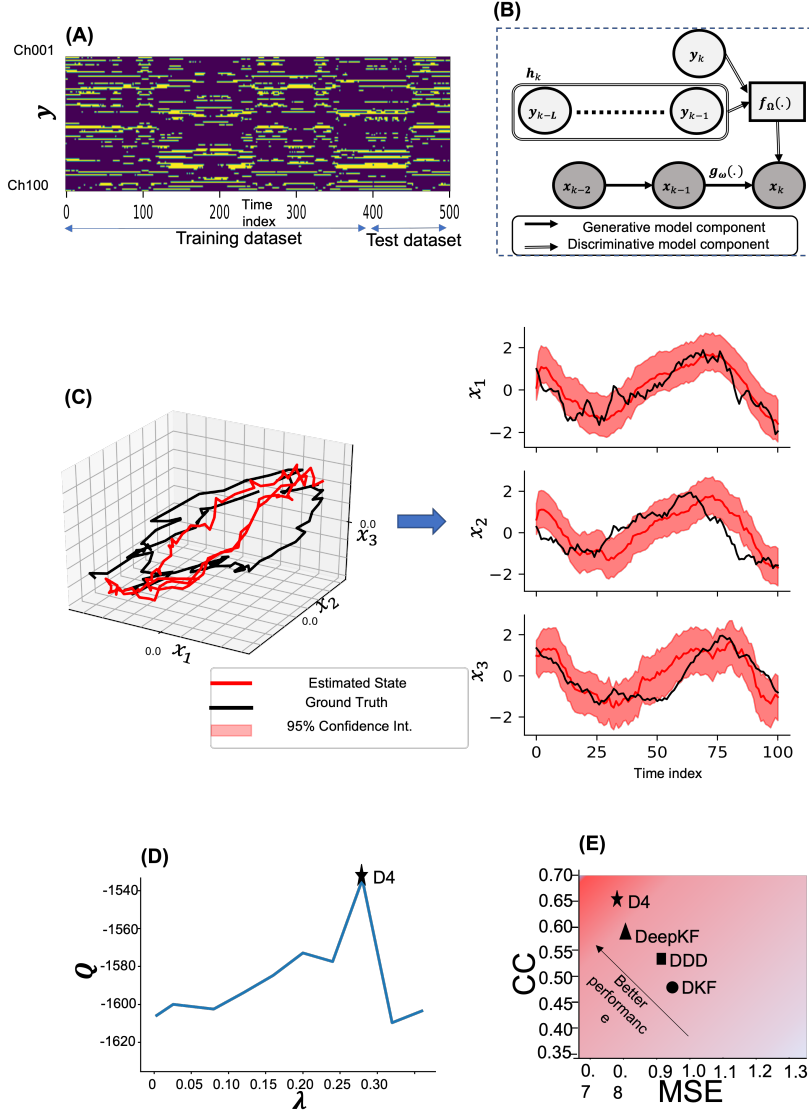 (A)
Ch001
y
Ch100
0 100 200 300 400 500
Time
index
Training dataset Test dataset
(B)
y_k
h_k
y_{k-L} y_{k-1} f_Ω(.)
g_ω(.)
x_{k-2} x_{k-1} x_k
Generative model component
Discriminative model component
(C)
0.0
x_3
x_2
0.0
0.0
x_1
Estimated State
Ground Truth
95% Confidence Int.
2
x_1 0
−2
2
x_2 0
−2
2
x_3 0
−2
0 25 50 75 100
Time index
(D)
D4
-1540
-1560
Q -1580
-1600
-1620
0 0.05 0.10 0.15 0.20 0.25 0.30
λ
(E)
0.70
0.65 D4
0.60 DeepKF
CC 0.55 DDD
0.50 DKF
0.45
0.40
0.35
Better
performanc
e
0. 0. 0.9 1.0 1.1 1.2 1.3
7 8 MSE